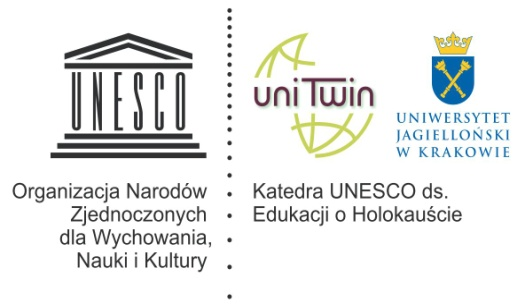 UNESCO
Organizacja Narodów
Zjednoczonych
dla Wychowania,
Nauki i Kultury
uniTwin
UNIWERSYTET
JAGIELLOŃSKI
W KRAKOWIE
Katedra UNESCO ds.
Edukacji o Holokauście